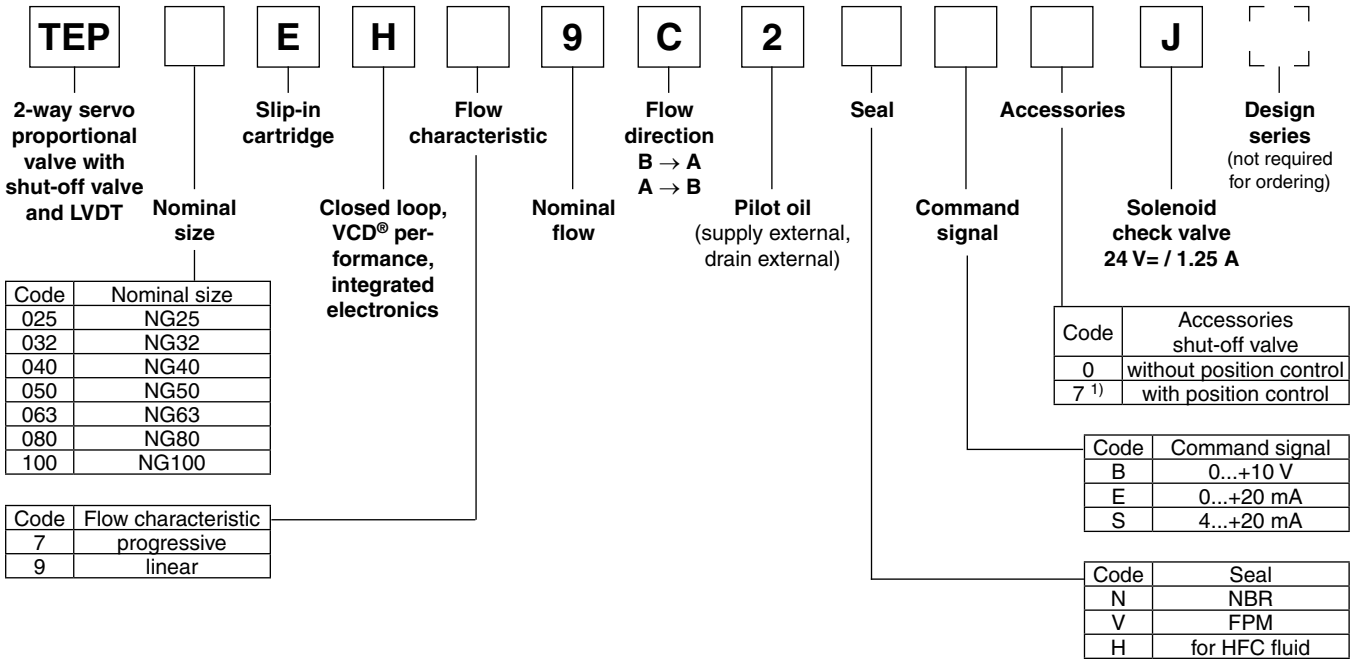 TEP E H 9 C 2 J
2-way servo
proportional
valve with
shut-off valve
and LVDT
Nominal
size
Slip-in
cartridge
Closed loop,
VCD® per-
formance,
integrated
electronics
Flow
characteristic
Nominal
flow
Flow
direction
B → A
A → B
Pilot oil
(supply external,
drain external)
Seal
Command
signal
Accessories
Solenoid
check valve
24 V= / 1.25 A
Design
series
(not required
for ordering)
Code Nominal size
025 NG25
032 NG32
040 NG40
050 NG50
063 NG63
080 NG80
100 NG100
Code Flow characteristic
7 progressive
9 linear
Code Accessories
shut-off valve
0 without position control
7 1) with position control
Code Command signal
B 0...+10 V
E 0...+20 mA
S 4...+20 mA
Code Seal
N NBR
V FPM
H for HFC fluid